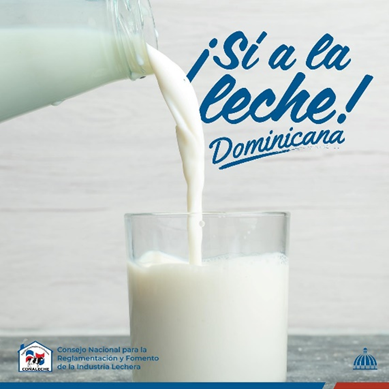 ¡Sí a la
leche!
Dominicana
CONALECHE
Consejo Nacional para la
Reglamentación y Fomento
de la Industria Lechera